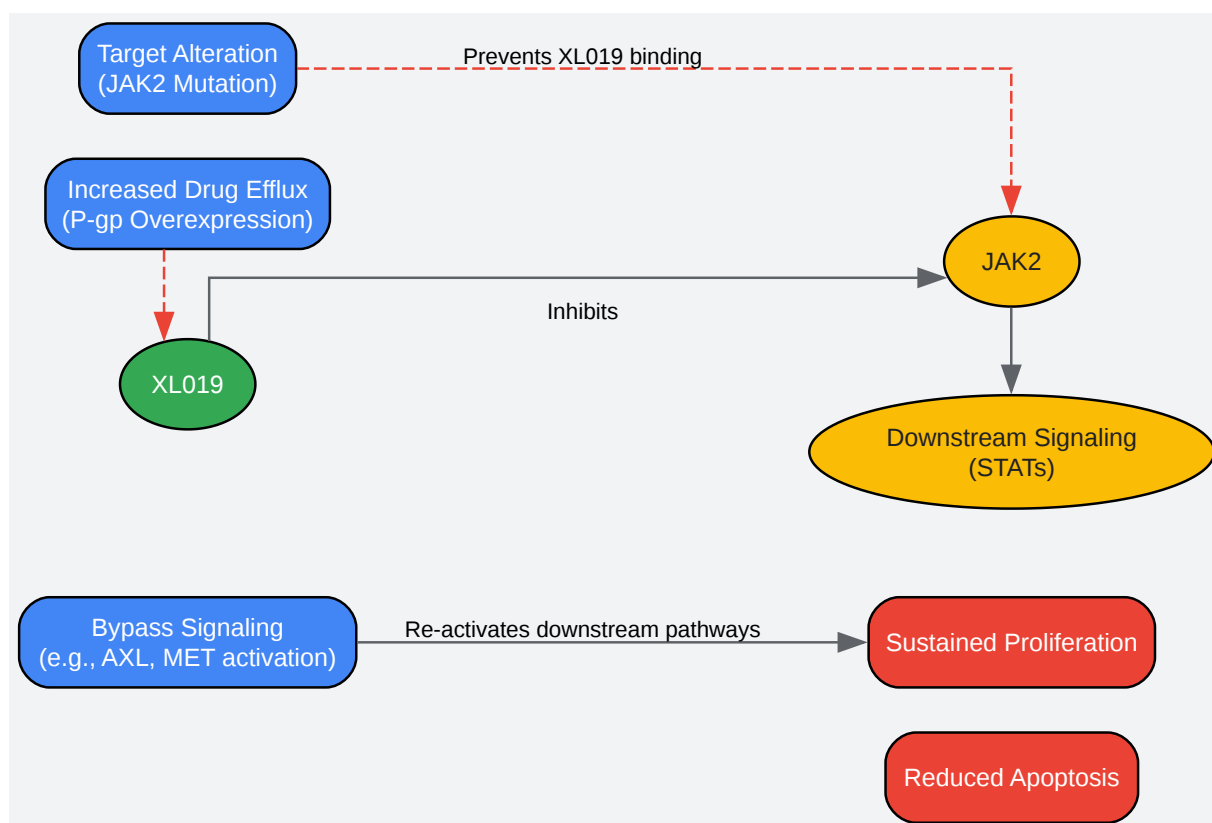 Target Alteration
(JAK2 Mutation)
Prevents XL019 binding
Increased Drug Efflux
(P-gp Overexpression)
JAK2
Inhibits
XL019
Downstream Signaling
(STATs)
Bypass Signaling
(e.g., AXL, MET activation)
Re-activates downstream pathways
Sustained Proliferation
Reduced Apoptosis